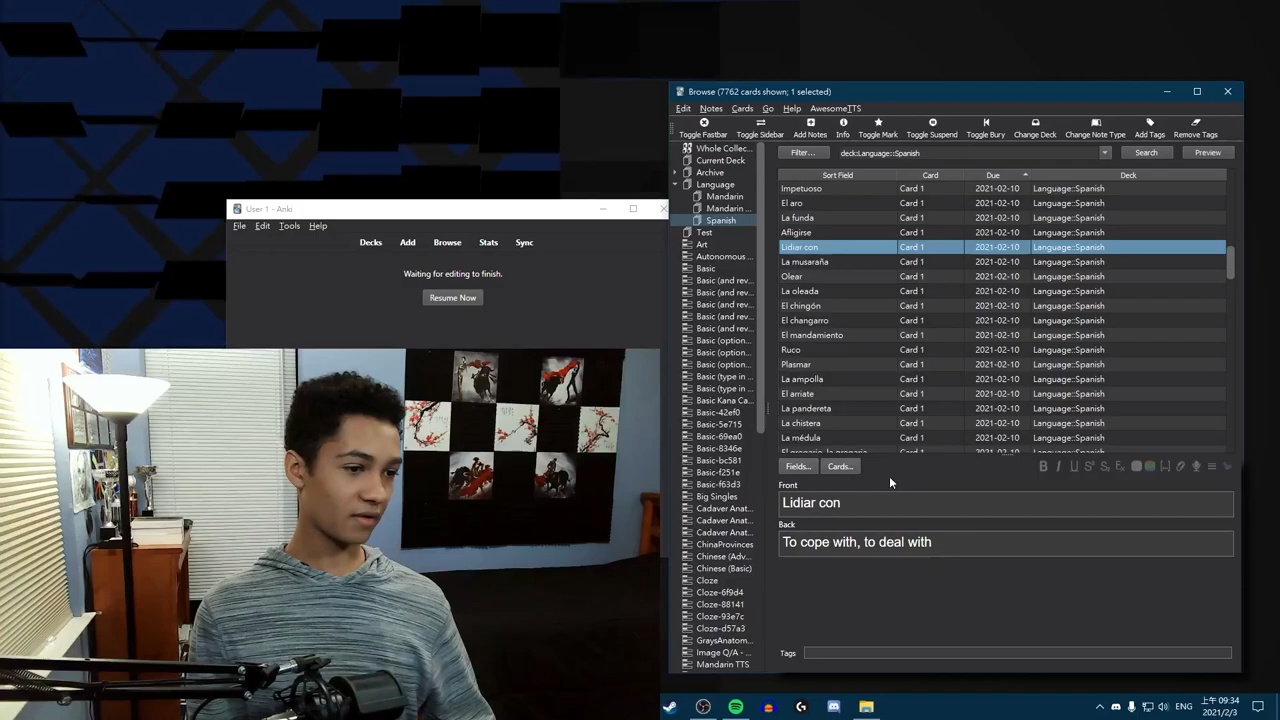 Browse (7762 cards shown; 1 selected)
Edit Notes Cards Go Help AwesomeTTS
Toggle Fastbar Toggle Sidebar Add Notes Info Toggle Mark Toggle Suspend Toggle Bury Change Deck Change Note Type Add Tags Remove Tags
Whole Collec...
Current Deck
Archive
Language
Mandarin
Mandarin ...
Spanish
Test
Art
Autonomous ...
Basic
Basic (and rev...
Basic (and rev...
Basic (and rev...
Basic (and rev...
Basic (and rev...
Basic (option...
Basic (option...
Basic (option...
Basic (type in ...
Basic (type in ...
Basic Kana Ca...
Basic-42ef0
Basic-5e715
Basic-69ea0
Basic-8346e
Basic-bc581
Basic-f251e
Basic-f63d3
Big Singles
Cadaver Anat...
Cadaver Anat...
Cadaver Anat...
ChinaProvinces
Chinese (Adv...
Chinese (Basic)
Cloze
Cloze-6f9d4
Cloze-88141
Cloze-93e7c
Cloze-d57a3
GraysAnatom...
Image Q/A - ...
Mandarin TTS
Filter... deck:Language::Spanish Search Preview
Sort Field Card Due Deck
Impetuoso Card 1 2021-02-10 Language::Spanish
El aro Card 1 2021-02-10 Language::Spanish
La funda Card 1 2021-02-10 Language::Spanish
Afligirse Card 1 2021-02-10 Language::Spanish
Lidiar con Card 1 2021-02-10 Language::Spanish
La musaraña Card 1 2021-02-10 Language::Spanish
Olear Card 1 2021-02-10 Language::Spanish
La oleada Card 1 2021-02-10 Language::Spanish
El chingón Card 1 2021-02-10 Language::Spanish
El changarro Card 1 2021-02-10 Language::Spanish
El mandamiento Card 1 2021-02-10 Language::Spanish
Ruco Card 1 2021-02-10 Language::Spanish
Plasmar Card 1 2021-02-10 Language::Spanish
La ampolla Card 1 2021-02-10 Language::Spanish
El arriate Card 1 2021-02-10 Language::Spanish
La pandereta Card 1 2021-02-10 Language::Spanish
La chistera Card 1 2021-02-10 Language::Spanish
La médula Card 1 2021-02-10 Language::Spanish
Fields... Cards...
Front
Lidiar con
Back
To cope with, to deal with
Tags
User 1 - Anki
File Edit Tools Help
Decks Add Browse Stats Sync
Waiting for editing to finish.
Resume Now
ENG
上午 09:34
2021/2/3